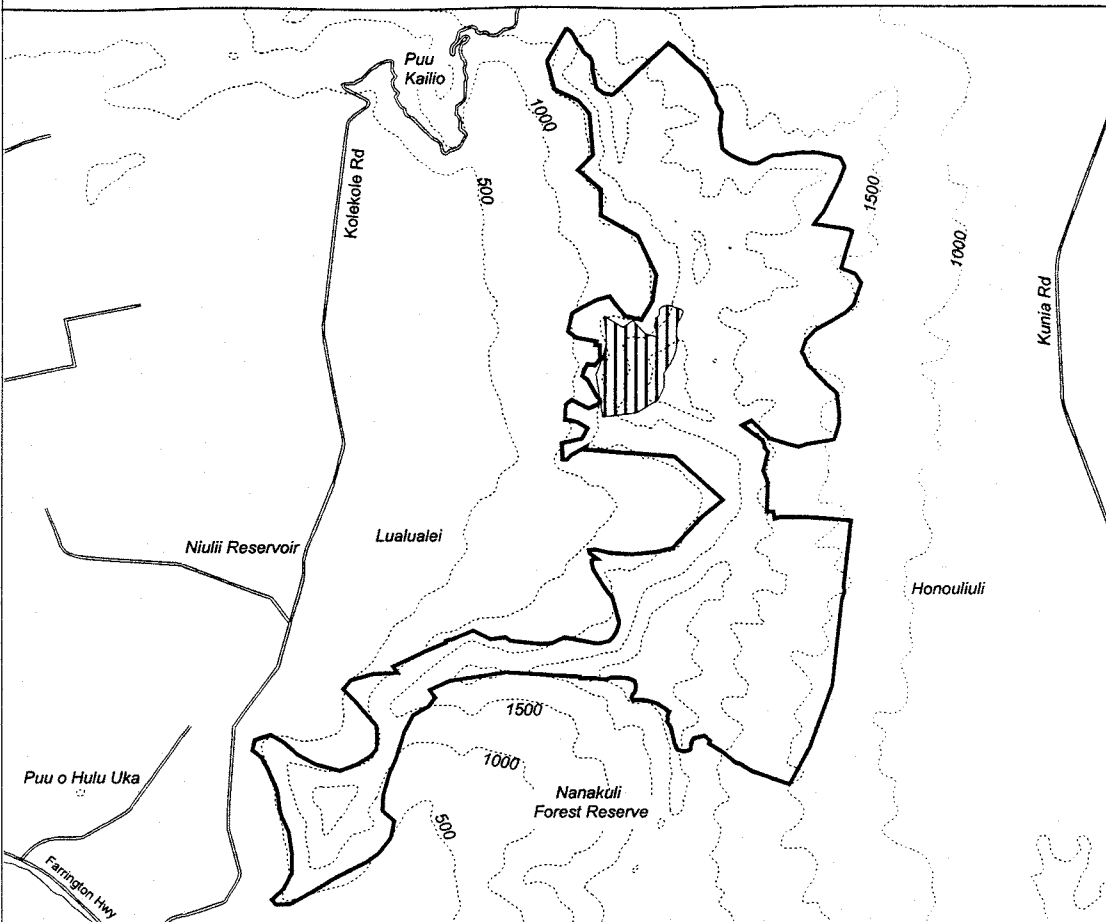 Puu
Kailio
1000
500
Kolekole Rd
1500
1000
Kunia Rd
Niulii Reservoir
Lualualei
Honouliuli
1500
1000
Puu o Hulu Uka
Nanakuli
Forest Reserve
500
Farrington Hwy